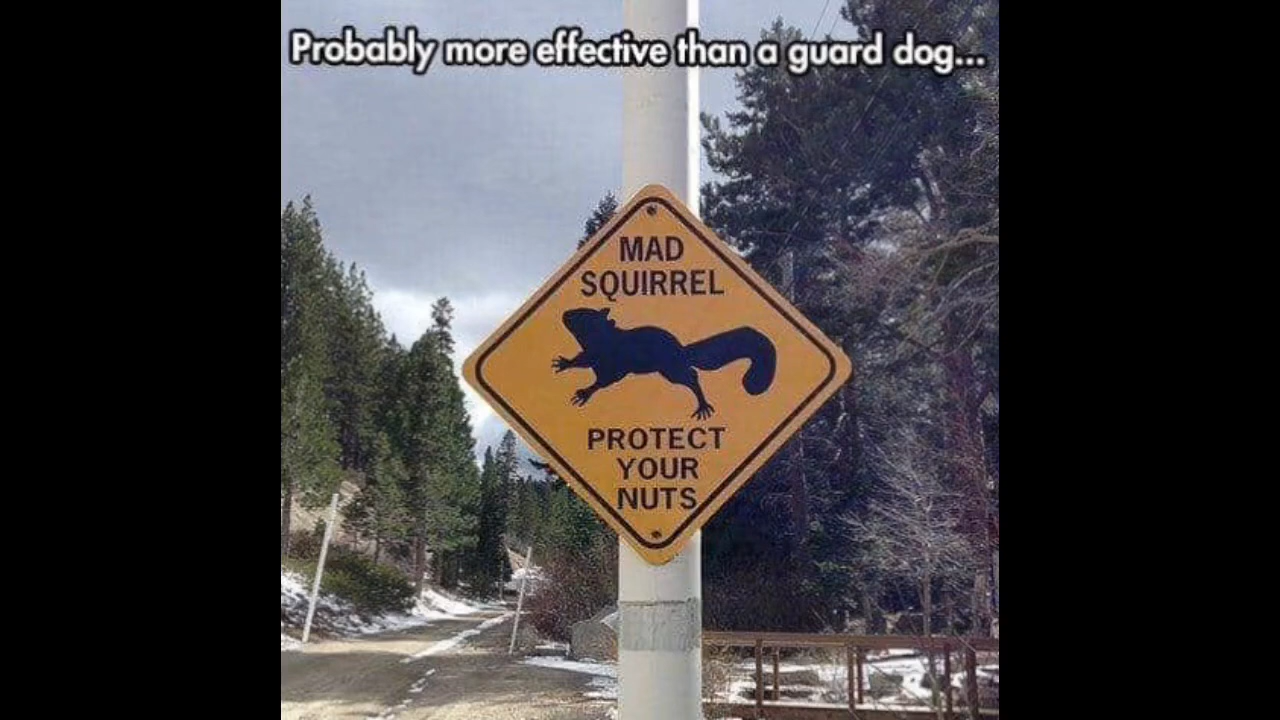 Probably more effective than a guard dog...
MAD
SQUIRREL
PROTECT
YOUR
NUTS